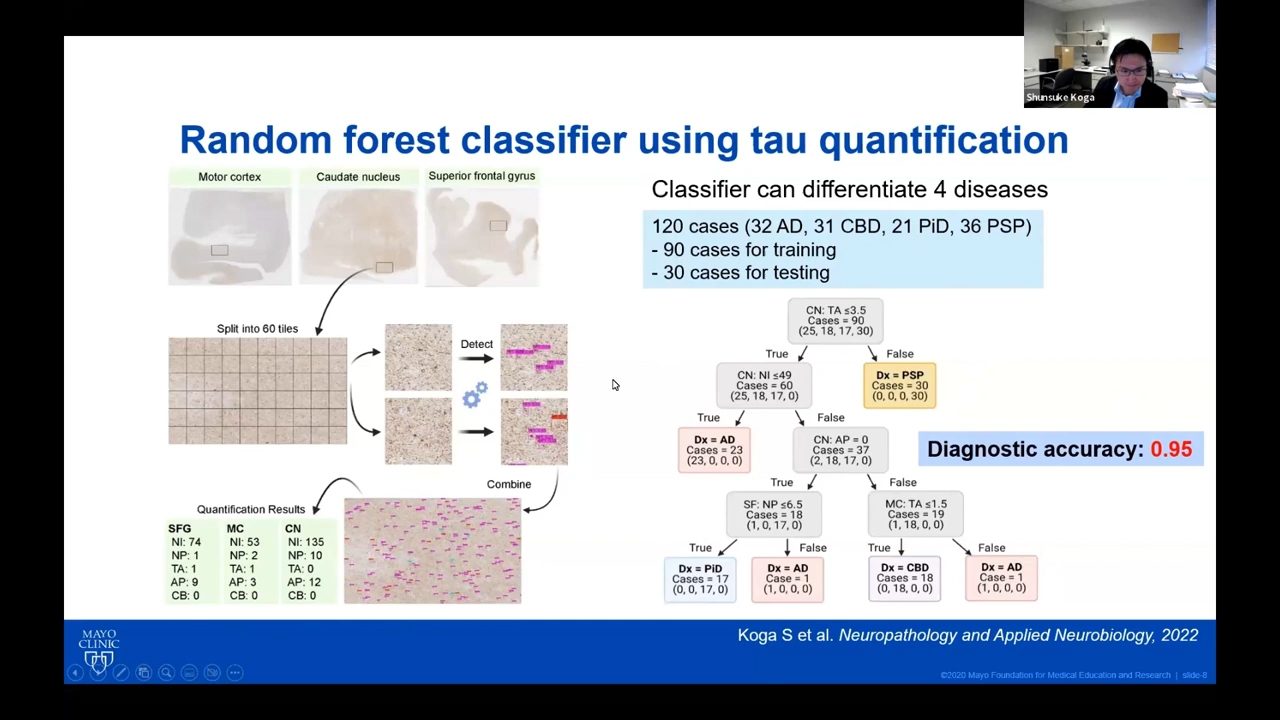 Shunsuke Koga
Random forest classifier using tau quantification
Motor cortex
Caudate nucleus
Superior frontal gyrus
Split into 60 tiles
Detect
Combine
Quantification Results
SFG
NI: 74
NP: 1
TA: 1
AP: 9
CB: 0
MC
NI: 53
NP: 2
TA: 1
AP: 3
CB: 0
CN
NI: 135
NP: 10
TA: 0
AP: 12
CB: 0
Classifier can differentiate 4 diseases
120 cases (32 AD, 31 CBD, 21 PiD, 36 PSP)
- 90 cases for training
- 30 cases for testing
CN: TA ≤3.5
Cases = 90
(25, 18, 17, 30)
True
False
CN: NI ≤49
Cases = 60
(25, 18, 17, 0)
Dx = PSP
Cases = 30
(0, 0, 0, 30)
True
False
Dx = AD
Cases = 23
(23, 0, 0, 0)
CN: AP = 0
Cases = 37
(2, 18, 17, 0)
Diagnostic accuracy: 0.95
True
False
SF: NP ≤6.5
Cases = 18
(1, 0, 17, 0)
MC: TA ≤1.5
Cases = 19
(1, 18, 0, 0)
True
False
True
False
Dx = PiD
Cases = 17
(0, 0, 17, 0)
Dx = AD
Case = 1
(1, 0, 0, 0)
Dx = CBD
Cases = 18
(0, 18, 0, 0)
Dx = AD
Case = 1
(1, 0, 0, 0)
Koga S et al. Neuropathology and Applied Neurobiology, 2022
MAYO
CLINIC
©2020 Mayo Foundation for Medical Education and Research | slide-8